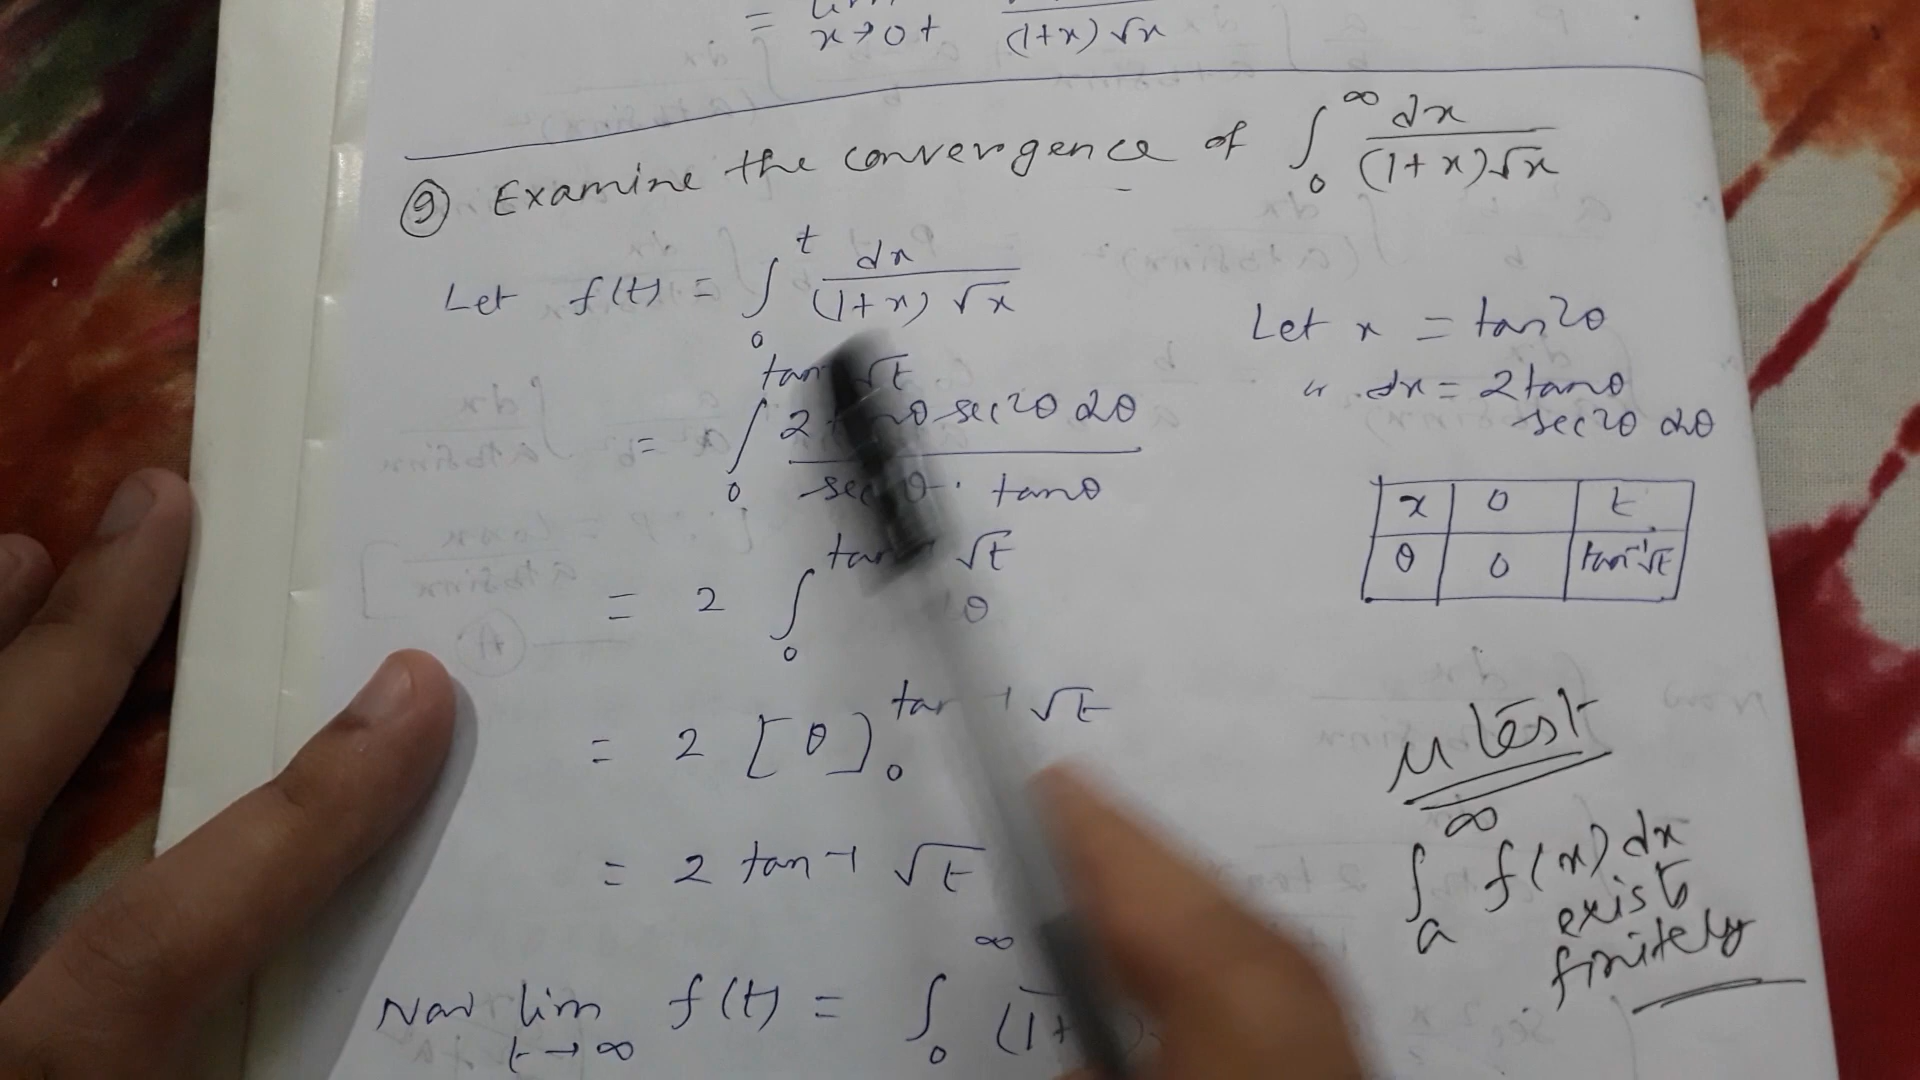 = lim x→0+ (1+x)√x
⑨ Examine the convergence of ∫₀^∞ dx/(1+x)√x
Let f(t) = ∫₀^t dx/(1+x)√x
Let x = tan²θ
dx = 2tanθ
sec²θ dθ
= ∫₀^{tan √t} 2 θ sec²θ dθ / sec θ · tanθ
x 0 t
θ 0 tan⁻¹√t
= 2 ∫₀ √t θ
= 2 [θ]₀^{tan⁻¹ √t}
= 2 tan⁻¹ √t
Now lim t→∞ f(t) = ∫₀^∞ (1+
μ test
∫ₐ^∞ f(x) dx
exists
finitely